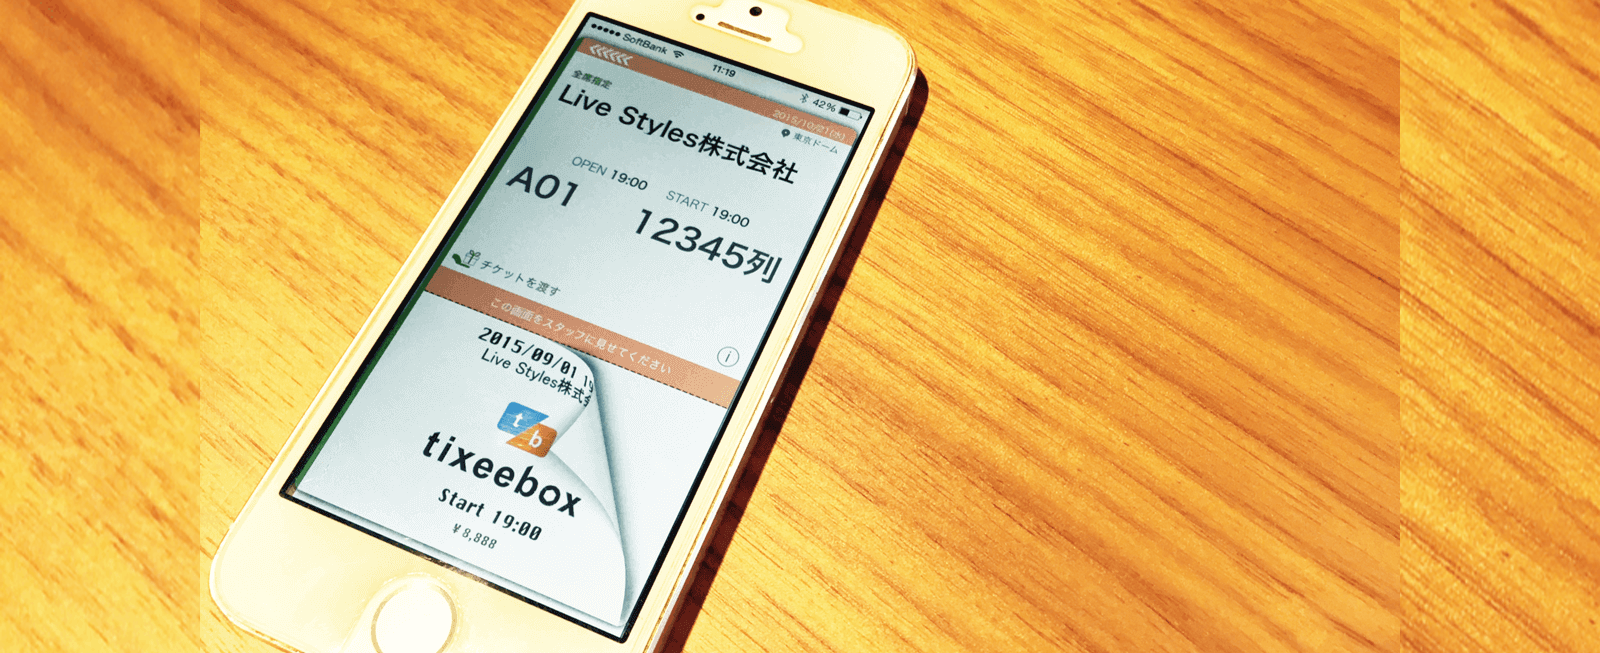 SoftBank 11:19 42%
2015/10/21(水)
全席指定
東京ドーム
Live Styles株式会社
OPEN 19:00 START 19:00
A01 12345列
チケットを渡す
この画面をスタッフに見せてください
2015/09/01 19
Live Styles株式会
t b
tixeebox
Start 19:00
¥8,888